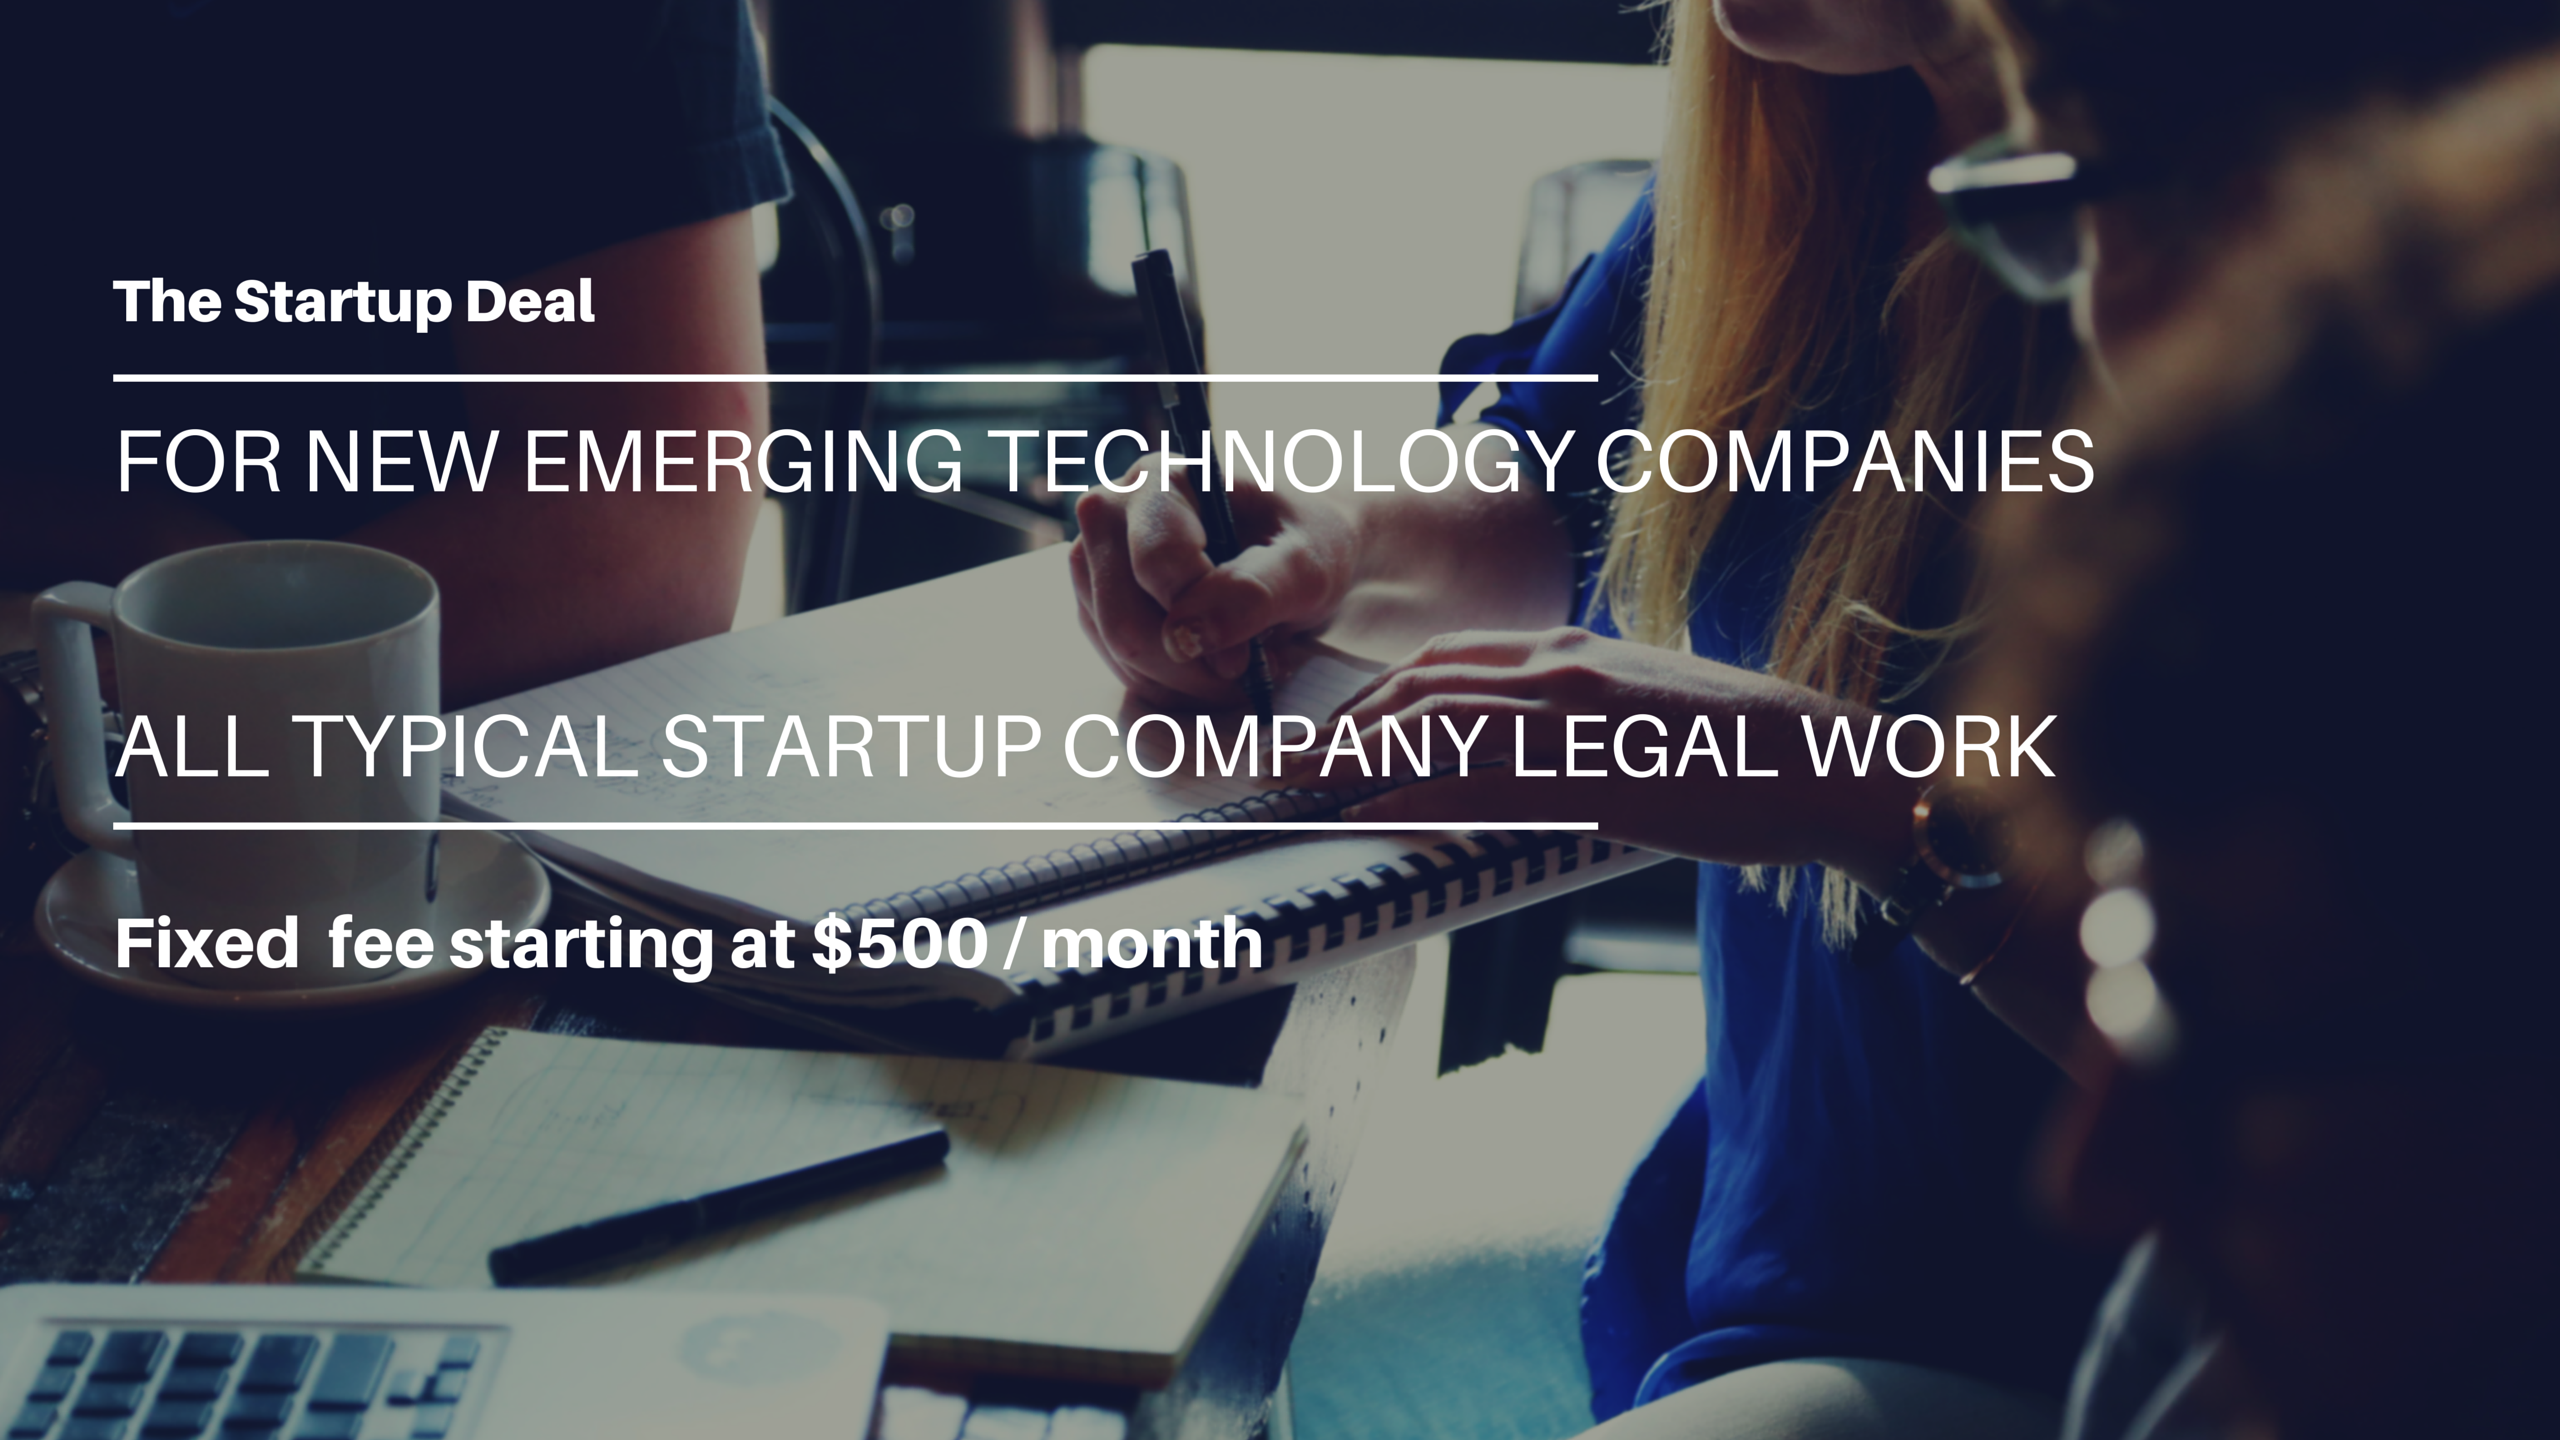 The Startup Deal
FOR NEW EMERGING TECHNOLOGY COMPANIES
ALL TYPICAL STARTUP COMPANY LEGAL WORK
Fixed  fee starting at $500 / month